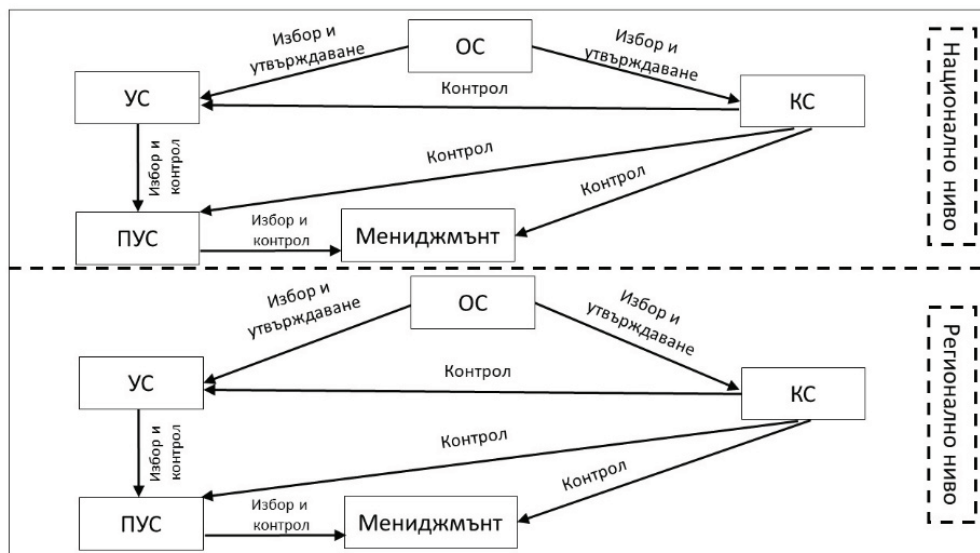 Избор и
утвърждаване
ОС
Избор и
утвърждаване
УС
Контрол
КС
Избор и
контрол
Контрол
Контрол
ПУС
Избор и
контрол
Мениджмънт
Национално ниво
Избор и
утвърждаване
ОС
Избор и
утвърждаване
УС
Контрол
КС
Избор и
контрол
Контрол
Контрол
ПУС
Избор и
контрол
Мениджмънт
Регионално ниво